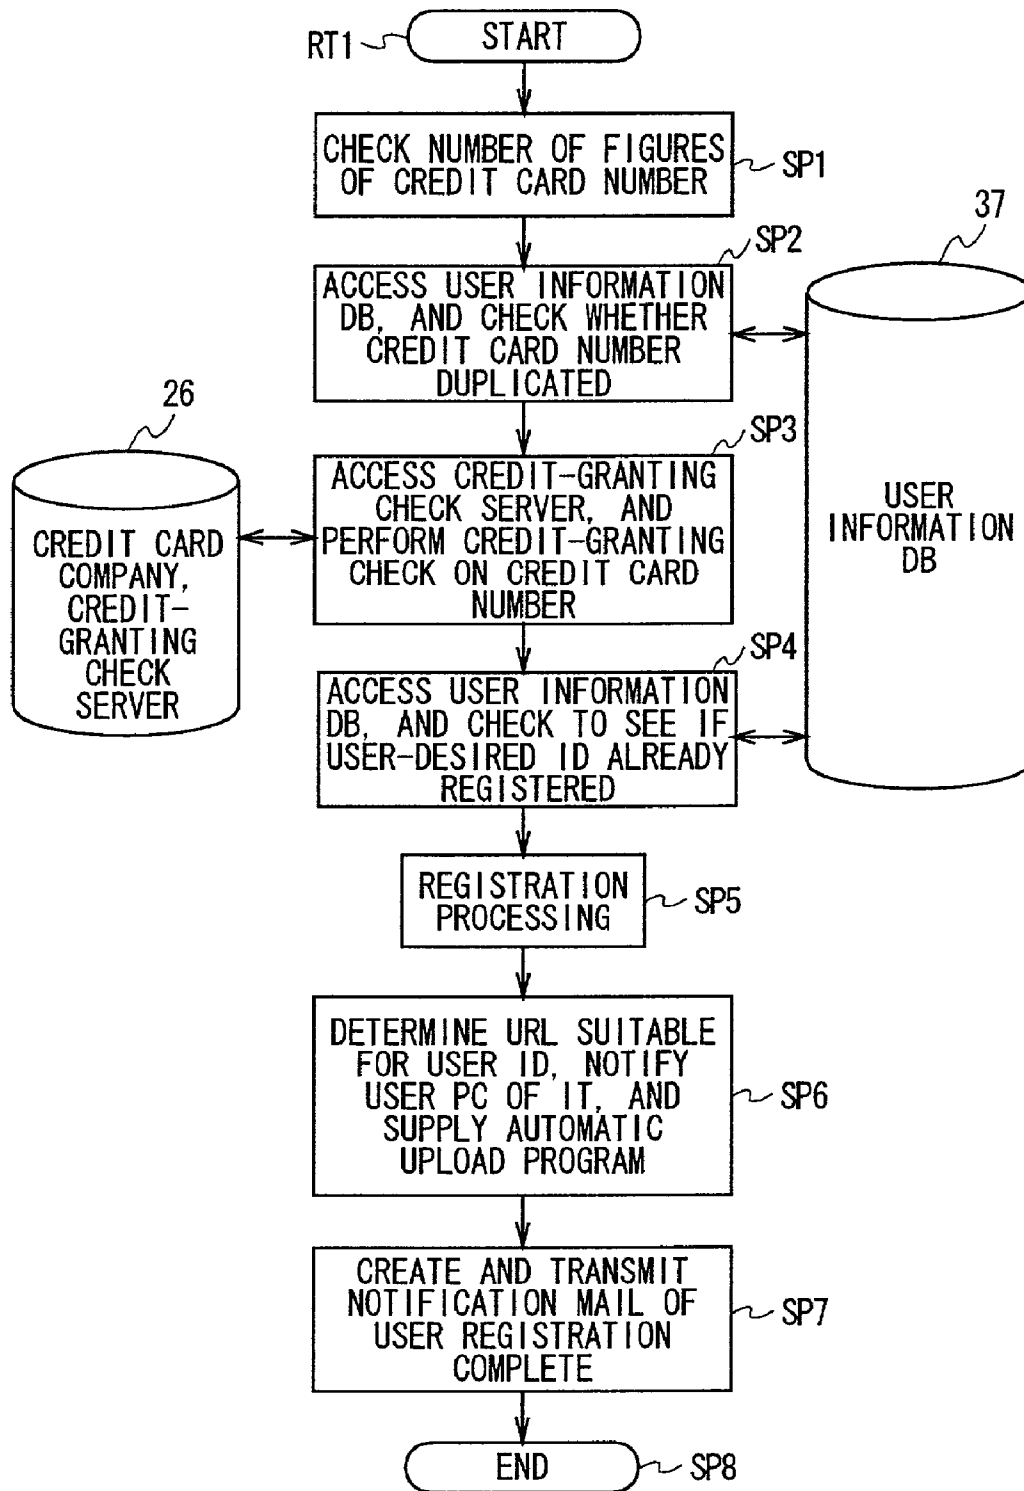 RT1
START
CHECK NUMBER OF FIGURES
OF CREDIT CARD NUMBER
SP1
37
SP2
ACCESS USER INFORMATION
DB, AND CHECK WHETHER
CREDIT CARD NUMBER
DUPLICATED
26
SP3
ACCESS CREDIT-GRANTING
CHECK SERVER, AND
PERFORM CREDIT-GRANTING
CHECK ON CREDIT CARD
NUMBER
USER
INFORMATION
DB
CREDIT CARD
COMPANY,
CREDIT-
GRANTING
CHECK
SERVER
SP4
ACCESS USER INFORMATION
DB, AND CHECK TO SEE IF
USER-DESIRED ID ALREADY
REGISTERED
REGISTRATION
PROCESSING
SP5
DETERMINE URL SUITABLE
FOR USER ID, NOTIFY
USER PC OF IT, AND
SUPPLY AUTOMATIC
UPLOAD PROGRAM
SP6
CREATE AND TRANSMIT
NOTIFICATION MAIL OF
USER REGISTRATION
COMPLETE
SP7
END
SP8